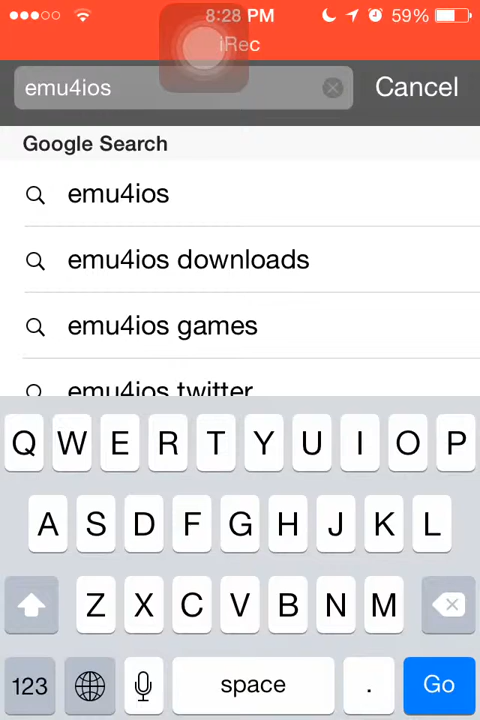 8:28 PM 59%
iRec
emu4ios Cancel
Google Search
emu4ios
emu4ios downloads
emu4ios games
emu4ios twitter
Q W E R T Y U I O P
A S D F G H J K L
Z X C V B N M
123 space . Go